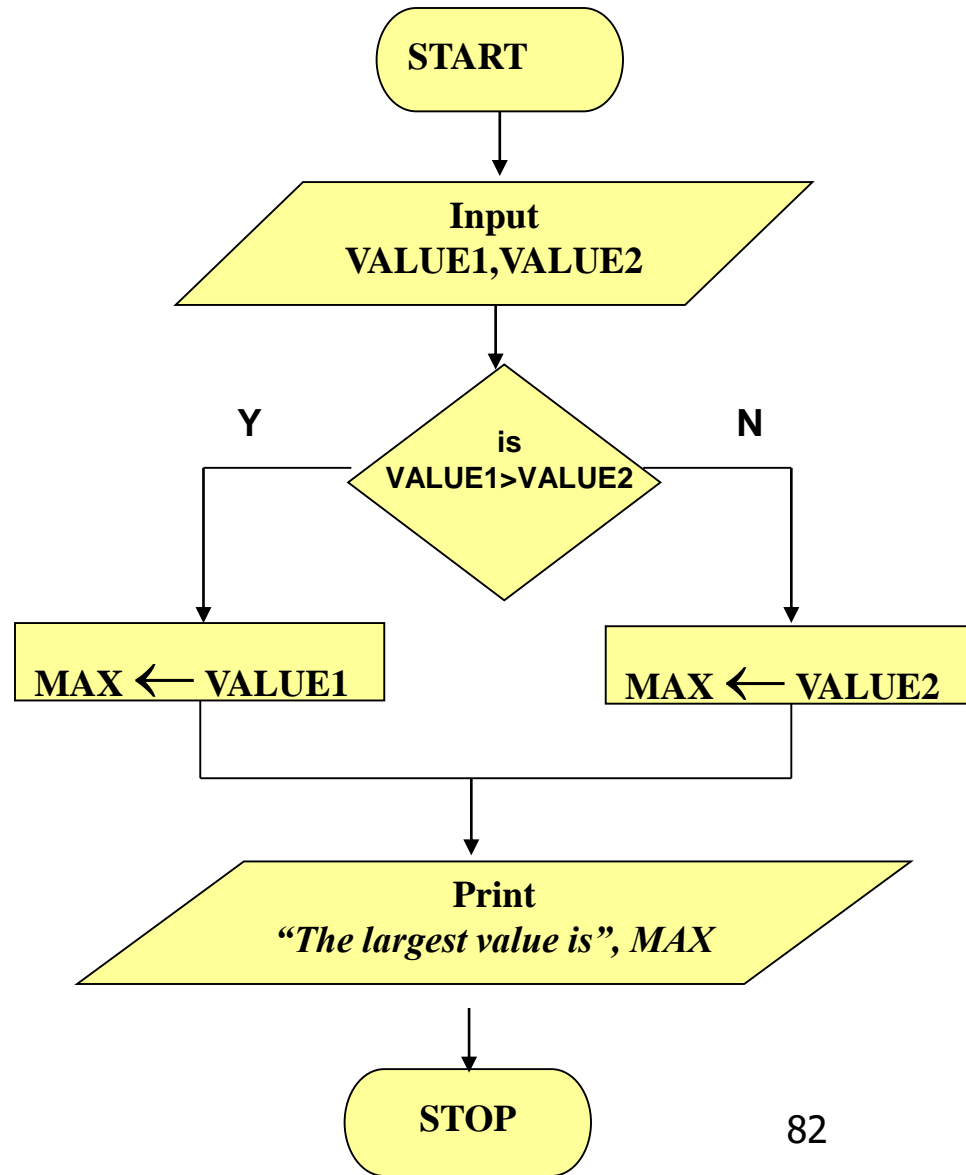 START
Input
VALUE1,VALUE2
Y
N
is
VALUE1>VALUE2
MAX ← VALUE1
MAX ← VALUE2
Print
“The largest value is”, MAX
STOP
82